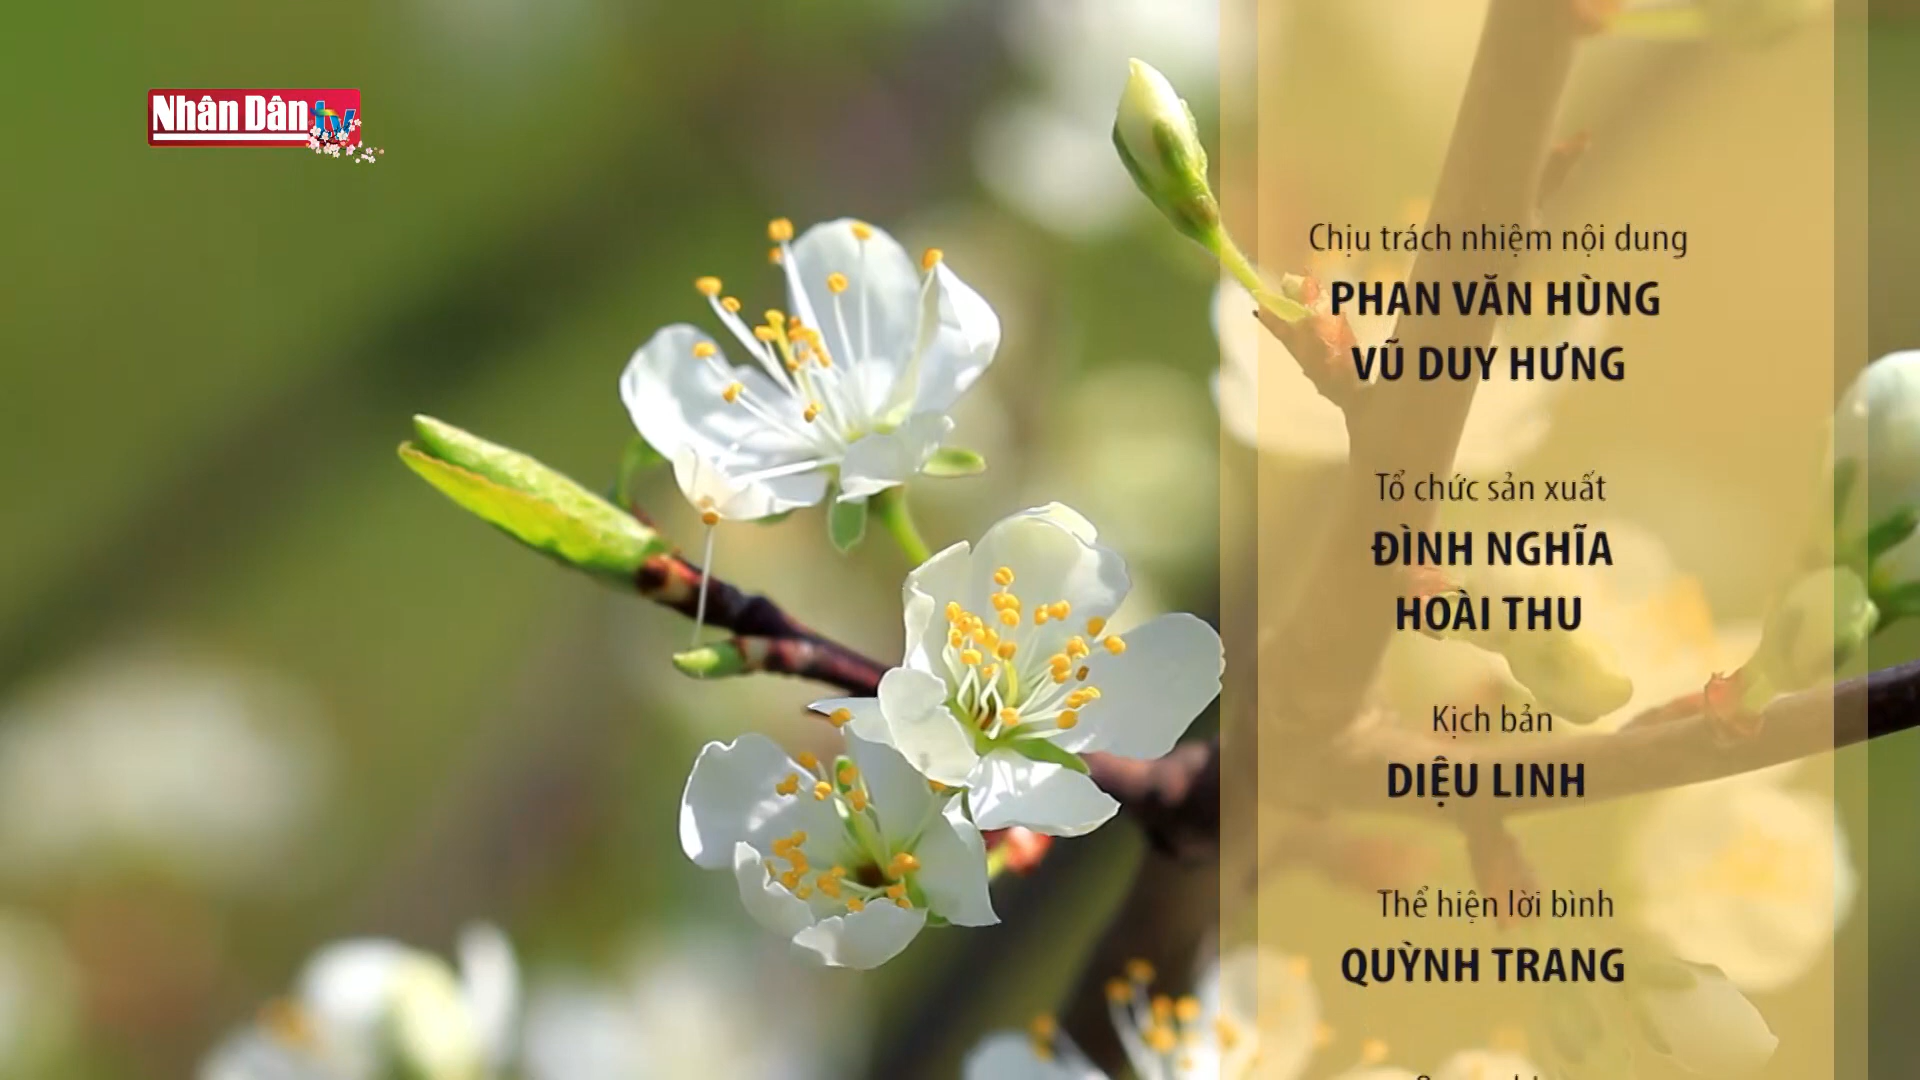 Nhân Dân tv
Chịu trách nhiệm nội dung
PHAN VĂN HÙNG
VŨ DUY HƯNG
Tổ chức sản xuất
ĐÌNH NGHĨA
HOÀI THU
Kịch bản
DIỆU LINH
Thể hiện lời bình
QUỲNH TRANG